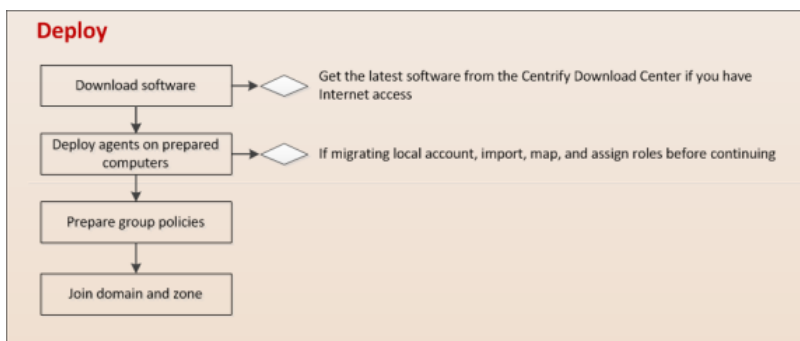 Deploy
Download software
Get the latest software from the Centrify Download Center if you have
Internet access
Deploy agents on prepared
computers
If migrating local account, import, map, and assign roles before continuing
Prepare group policies
Join domain and zone